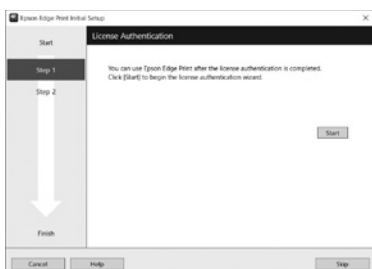 Epson Edge Print Initial Setup
License Authentication
Start
Step 1
Step 2
Finish
You can use Epson Edge Print after the license authentication is completed.
Click [Start] to begin the license authentication wizard.
Start
Cancel
Help
Skip